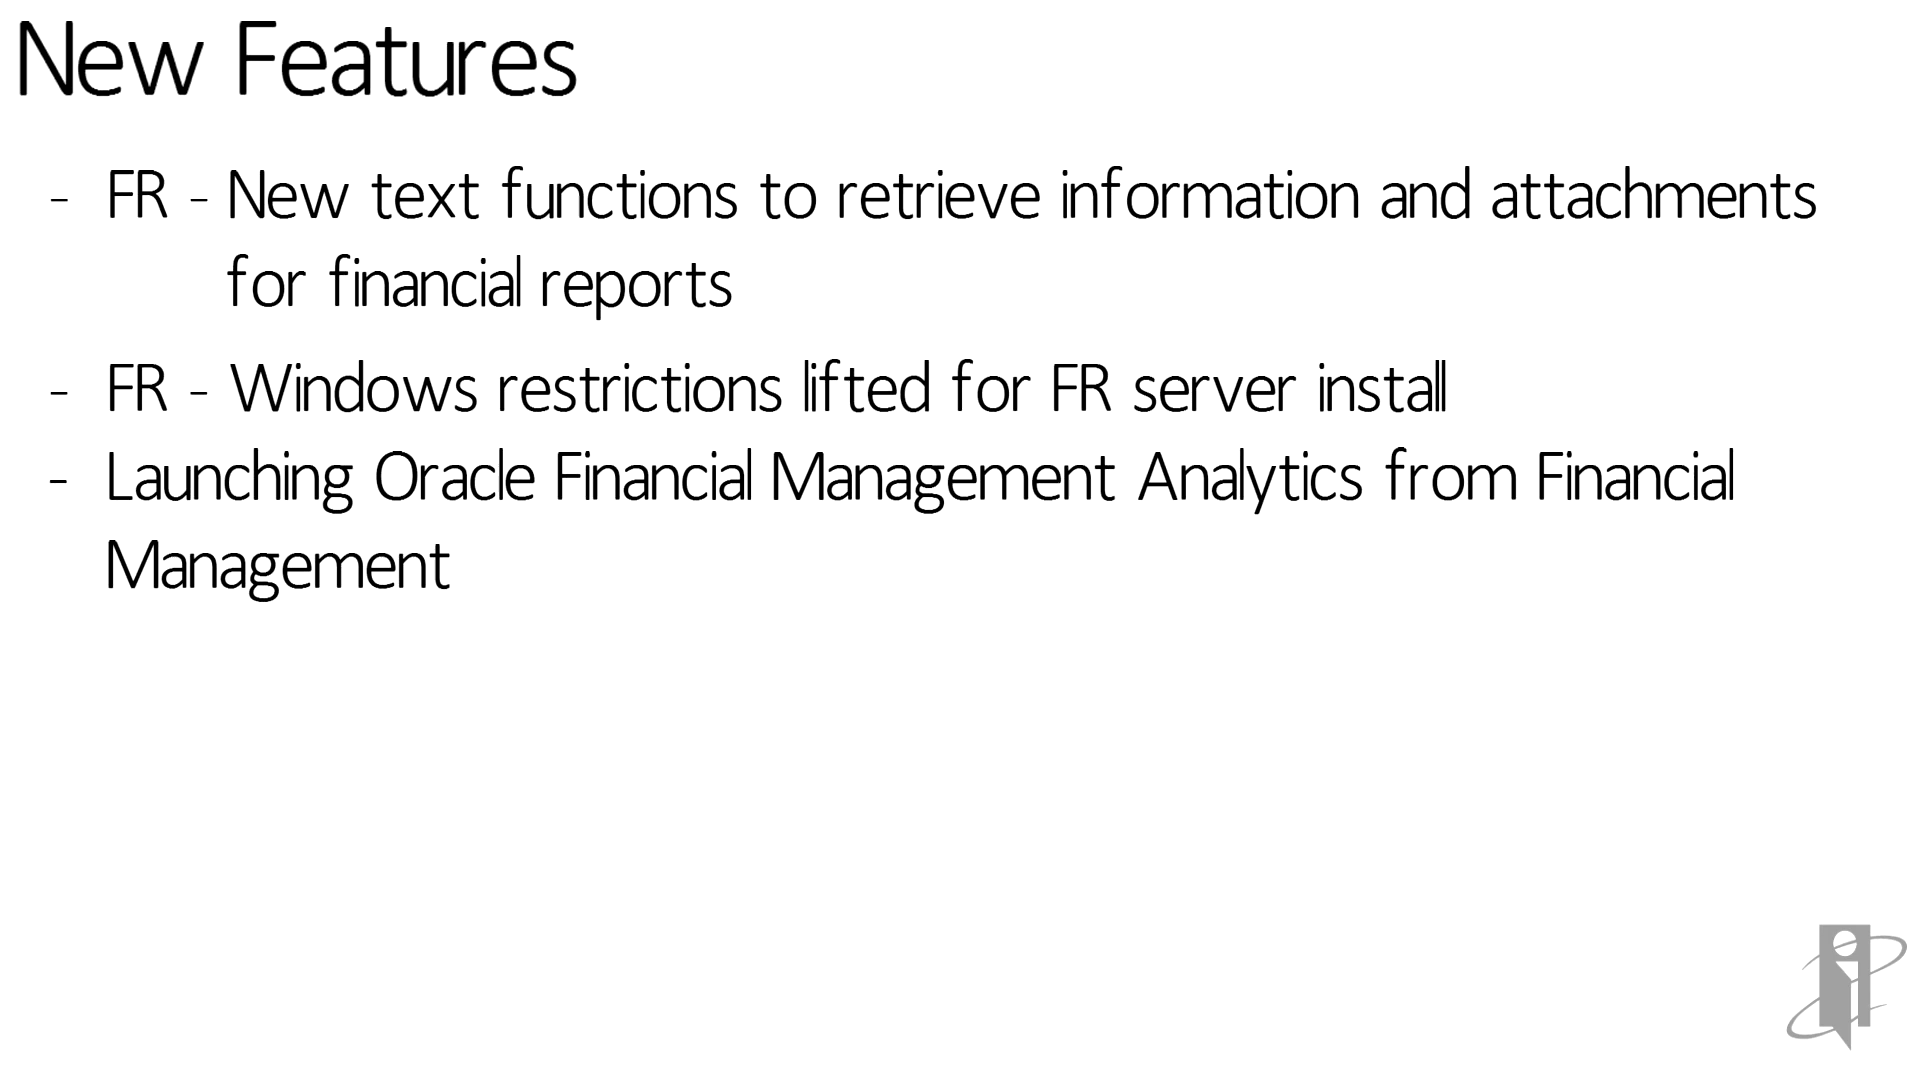 New Features
- FR - New text functions to retrieve information and attachments
for financial reports
- FR - Windows restrictions lifted for FR server install
- Launching Oracle Financial Management Analytics from Financial
Management